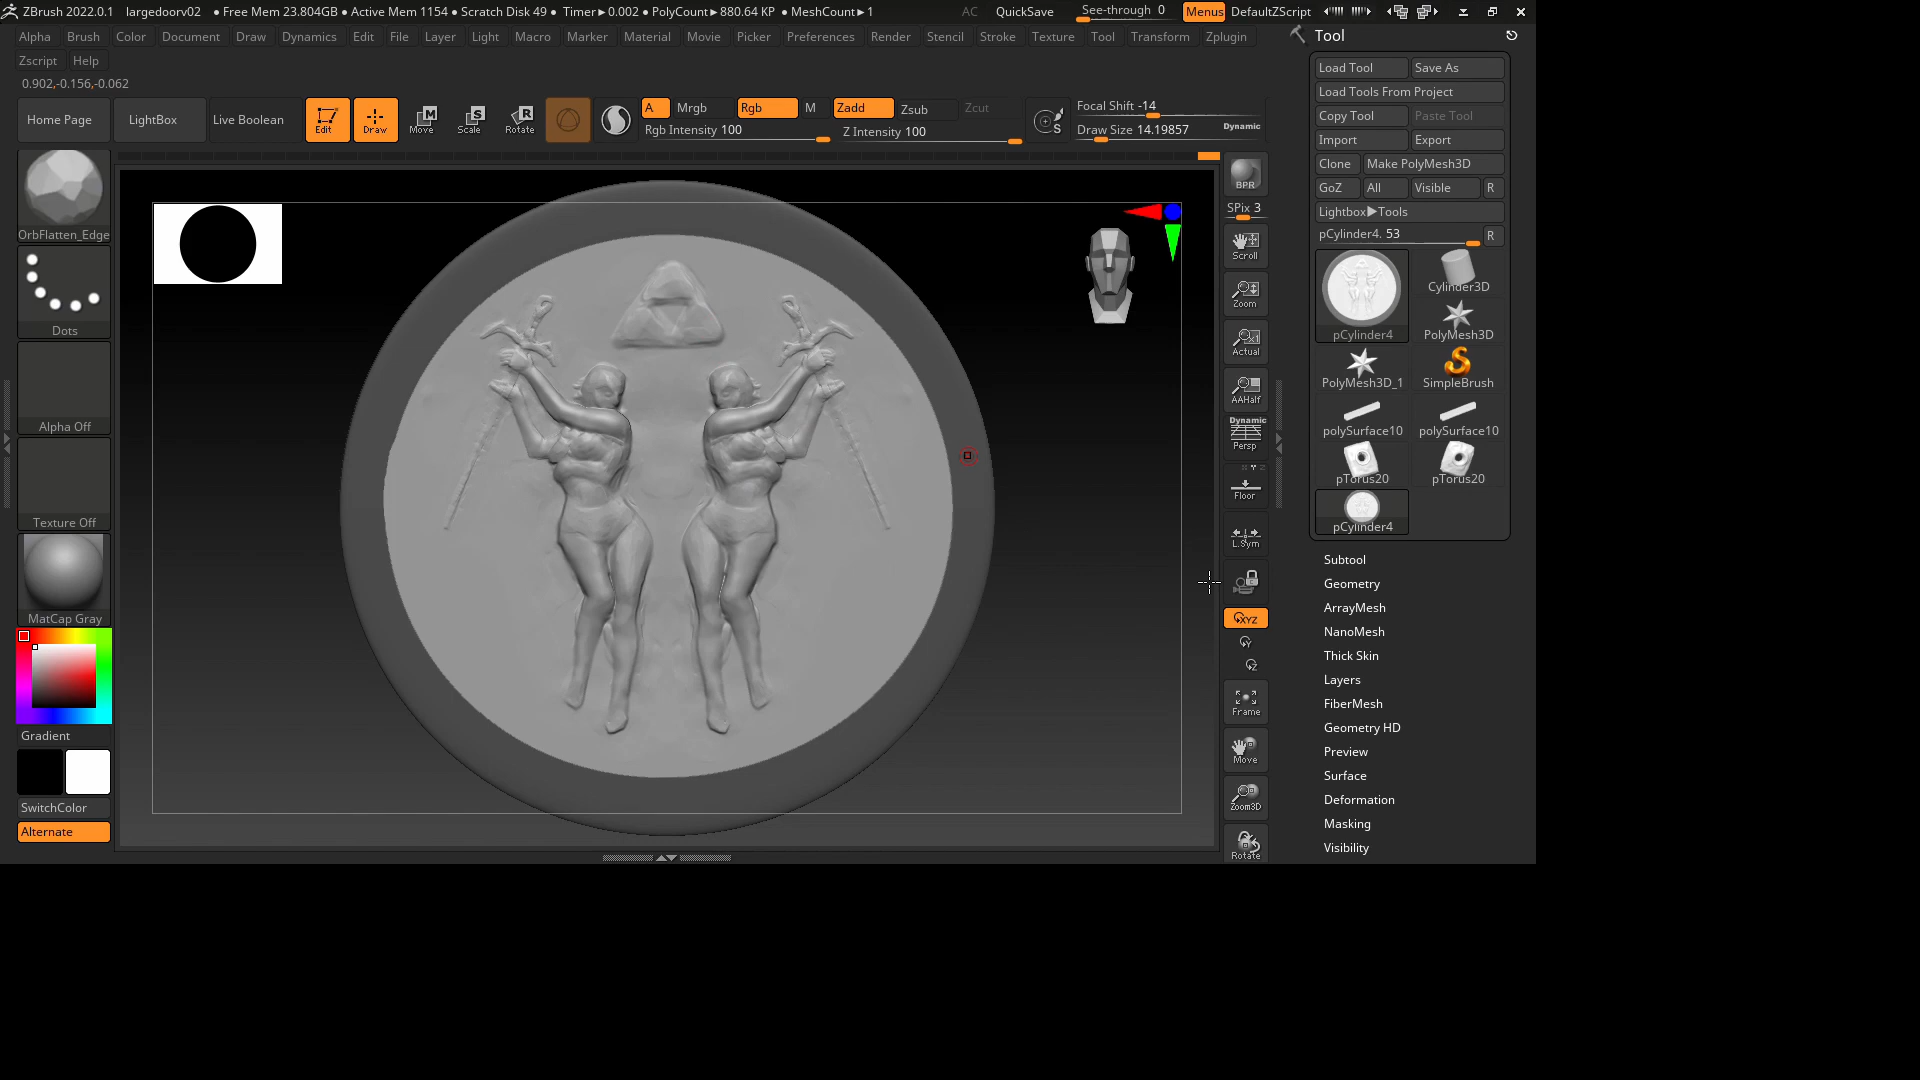 ZBrush 2022.0.1 largedoorv02 ● Free Mem 23.804GB ● Active Mem 1154 ● Scratch Disk 49 ● Timer►0.002 ● PolyCount►880.64 KP ● MeshCount►1 AC QuickSave See-through 0 Menus DefaultZScript
Alpha Brush Color Document Draw Dynamics Edit File Layer Light Macro Marker Material Movie Picker Preferences Render Stencil Stroke Texture Tool Transform Zplugin
Zscript Help
0.902,-0.156,-0.062
Home Page LightBox Live Boolean Edit Draw Move Scale Rotate
M S R
A Mrgb Rgb M Zadd Zsub Zcut
Rgb Intensity 100 Z Intensity 100
S
Focal Shift -14
Draw Size 14.19857 Dynamic
OrbFlatten_Edge
Dots
Alpha Off
Texture Off
MatCap Gray
Gradient
SwitchColor
Alternate
BPR
SPix 3
Scroll
Zoom
Actual
AAHalf
Dynamic
Persp
Floor
L.Sym
XYZ
Y
Z
Frame
Move
Zoom3D
Rotate
Tool
Load Tool Save As
Load Tools From Project
Copy Tool Paste Tool
Import Export
Clone Make PolyMesh3D
GoZ All Visible R
Lightbox►Tools
pCylinder4. 53 R
Cylinder3D
pCylinder4 PolyMesh3D
PolyMesh3D_1 SimpleBrush
polySurface10 polySurface10
pTorus20 pTorus20
pCylinder4
Subtool
Geometry
ArrayMesh
NanoMesh
Thick Skin
Layers
FiberMesh
Geometry HD
Preview
Surface
Deformation
Masking
Visibility